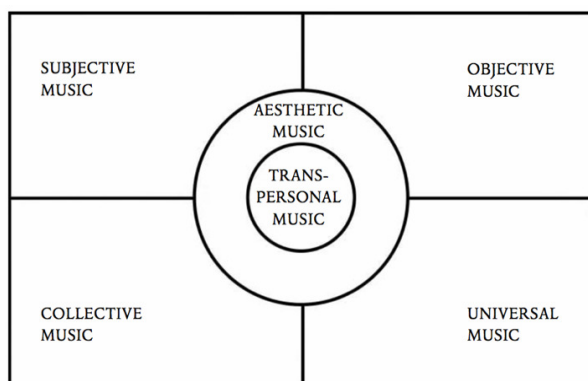 SUBJECTIVE
MUSIC
OBJECTIVE
MUSIC
AESTHETIC
MUSIC
TRANS-
PERSONAL
MUSIC
COLLECTIVE
MUSIC
UNIVERSAL
MUSIC